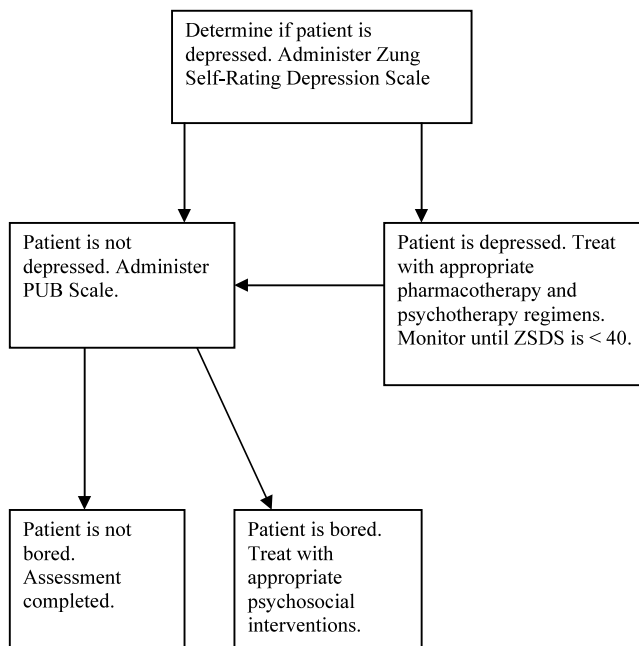 Determine if patient is
depressed. Administer Zung
Self-Rating Depression Scale
Patient is not
depressed. Administer
PUB Scale.
Patient is depressed. Treat
with appropriate
pharmacotherapy and
psychotherapy regimens.
Monitor until ZSDS is < 40.
Patient is not
bored.
Assessment
completed.
Patient is bored.
Treat with
appropriate
psychosocial
interventions.